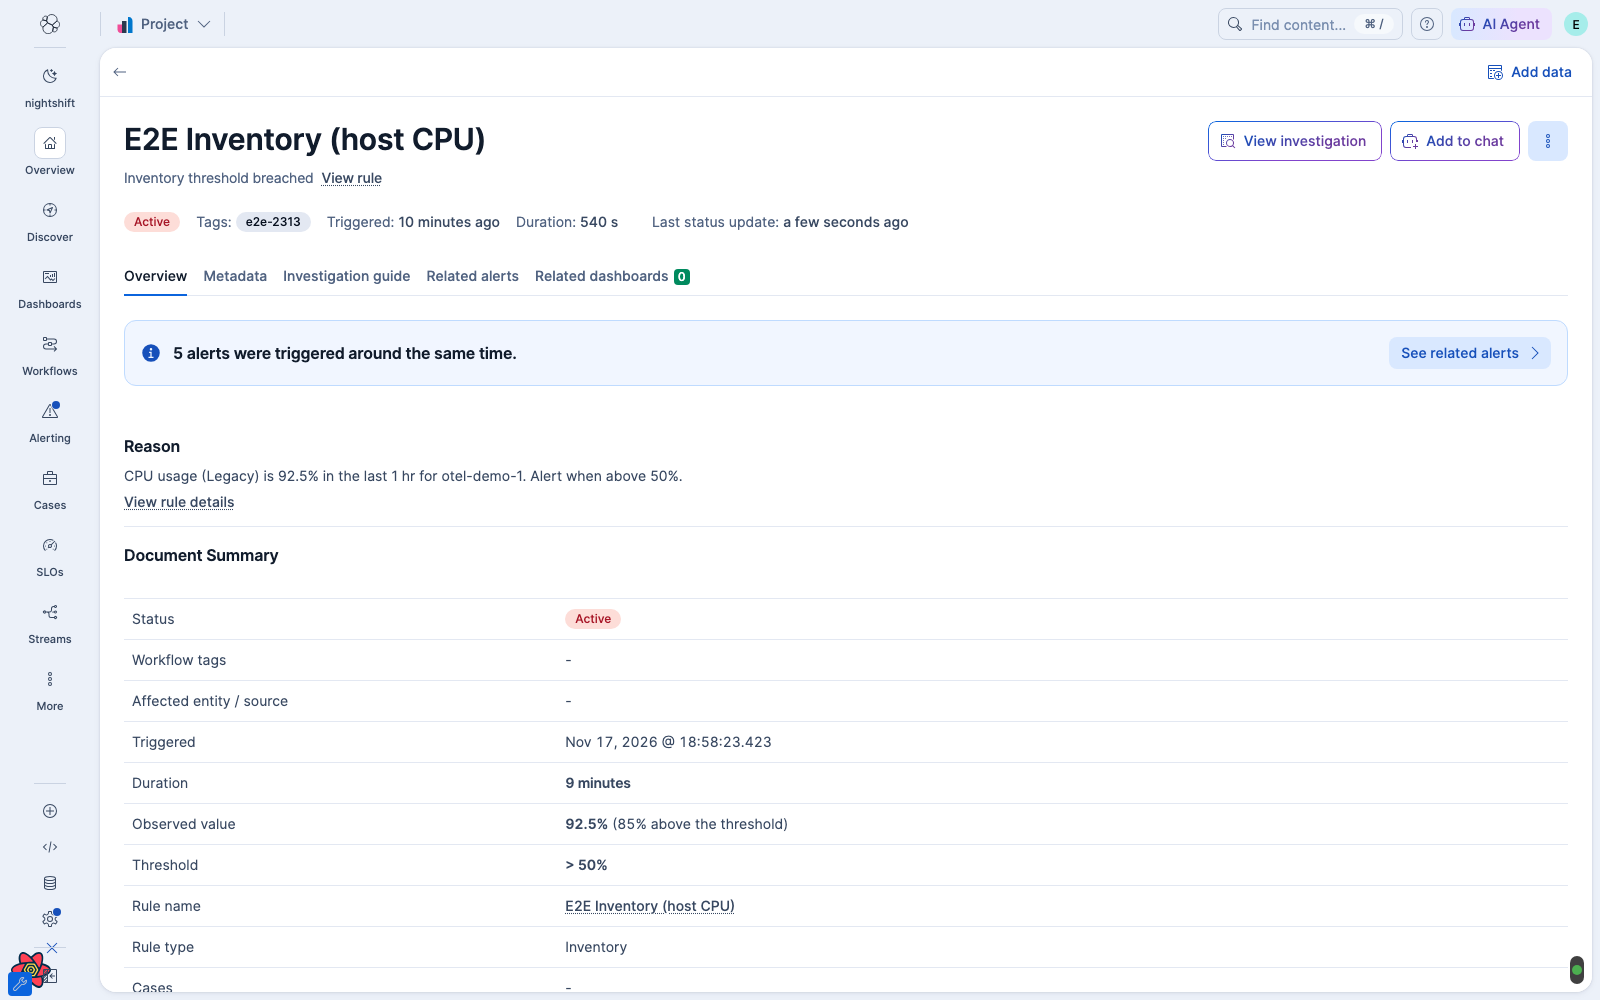 Project
Find content...
⌘ /
AI Agent
E
nightshift
Overview
Discover
Dashboards
Workflows
Alerting
Cases
SLOs
Streams
More
Add data
E2E Inventory (host CPU)
View investigation
Add to chat
Inventory threshold breached View rule
Active Tags: e2e-2313 Triggered: 10 minutes ago Duration: 540 s Last status update: a few seconds ago
Overview Metadata Investigation guide Related alerts Related dashboards 0
5 alerts were triggered around the same time.
See related alerts
Reason
CPU usage (Legacy) is 92.5% in the last 1 hr for otel-demo-1. Alert when above 50%.
View rule details
Document Summary
Status Active
Workflow tags -
Affected entity / source -
Triggered Nov 17, 2026 @ 18:58:23.423
Duration 9 minutes
Observed value 92.5% (85% above the threshold)
Threshold > 50%
Rule name E2E Inventory (host CPU)
Rule type Inventory
Cases -